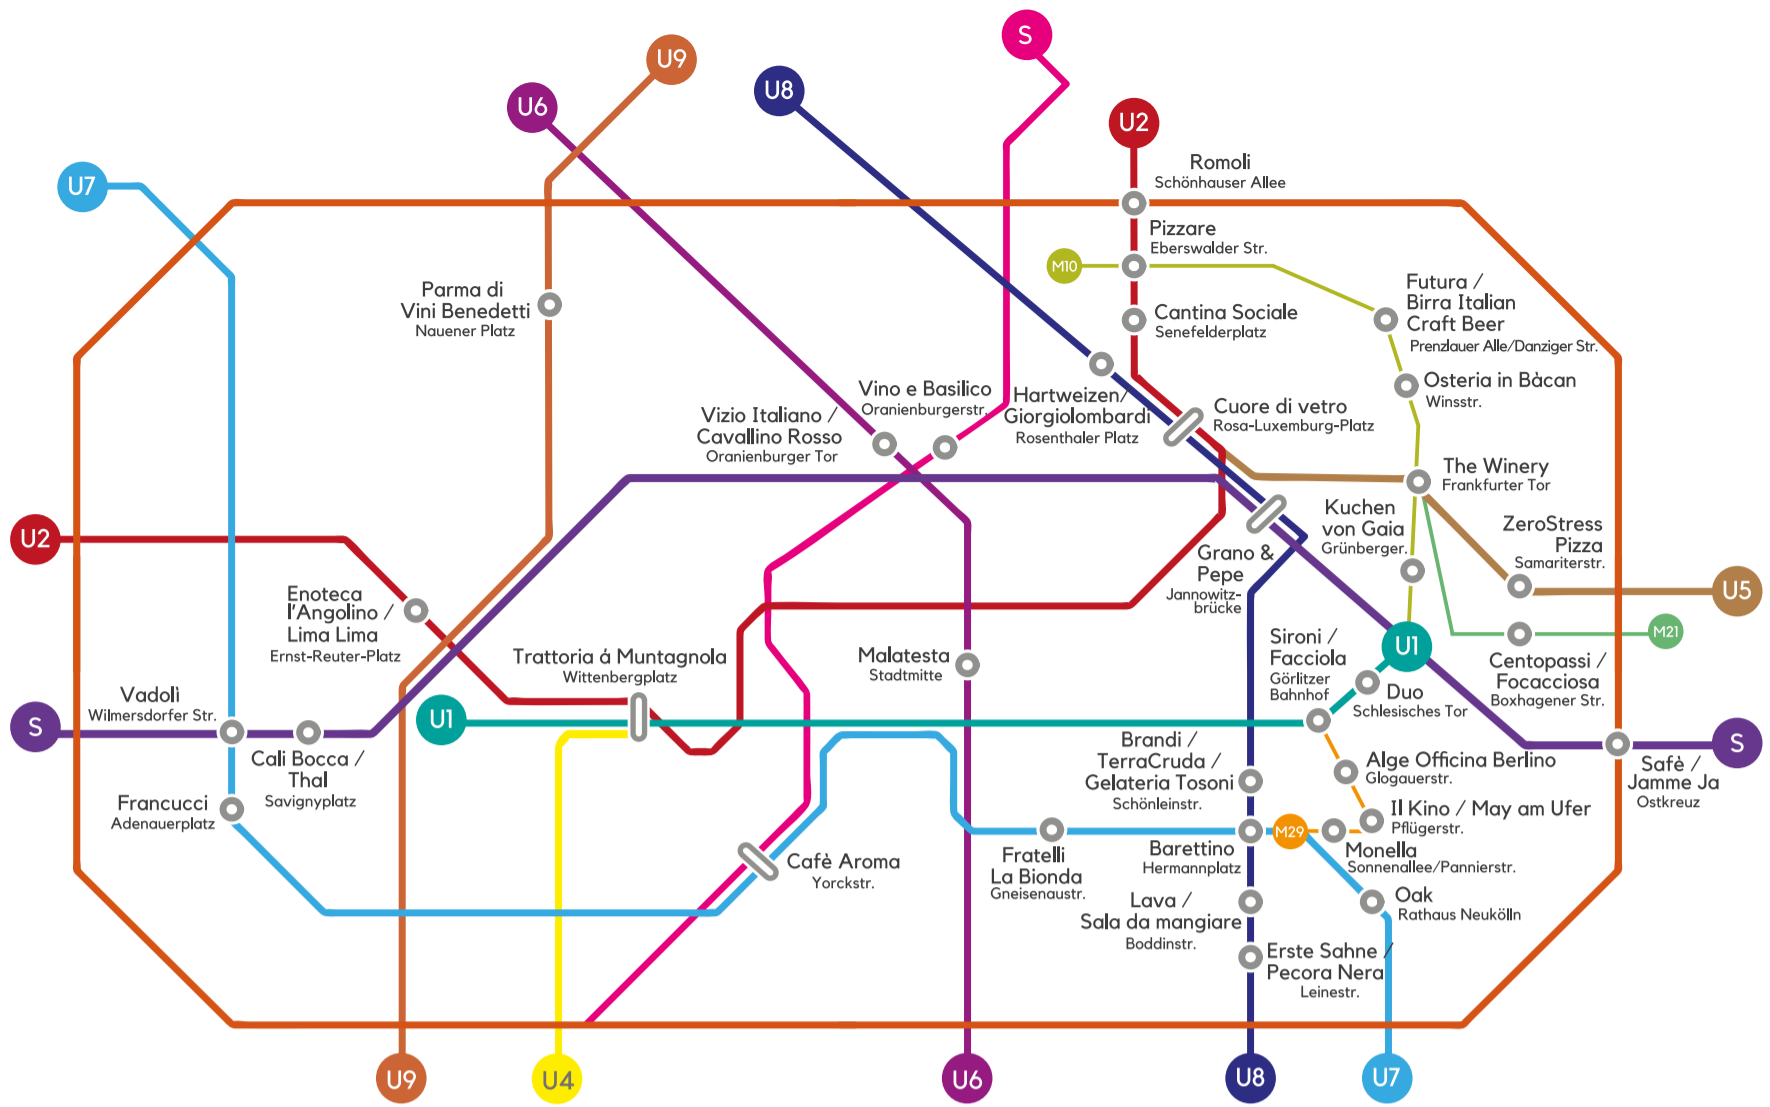 S
U9
U8
U6
U2
Romoli
Schönhauser Allee
U7
Pizzare
Eberswalder Str.
M10
Futura /
Birra Italian
Craft Beer
Prenzlauer Alle/Danziger Str.
Parma di
Vini Benedetti
Nauener Platz
Cantina Sociale
Senefelderplatz
Osteria in Bàcan
Winsstr.
Vino e Basilico
Oranienburgerstr.
Hartweizen/
Giorgiolombardi
Rosenthaler Platz
Cuore di vetro
Rosa-Luxemburg-Platz
Vizio Italiano /
Cavallino Rosso
Oranienburger Tor
The Winery
Frankfurter Tor
Kuchen
von Gaia
Grünberger.
ZeroStress
Pizza
Samariterstr.
U2
Grano &
Pepe
Jannowitz-
brücke
U5
Enoteca
l'Angolino /
Lima Lima
Ernst-Reuter-Platz
M21
U1
Sironi /
Facciola
Görlitzer
Bahnhof
Centopassi /
Focacciosa
Boxhagener Str.
Trattoria á Muntagnola
Wittenbergplatz
Malatesta
Stadtmitte
Duo
Schlesisches Tor
Vadolì
Wilmersdorfer Str.
S
U1
S
Cali Bocca /
Thal
Savignyplatz
Brandi /
TerraCruda /
Gelateria Tosoni
Schönleinstr.
Alge Officina Berlino
Glogauerstr.
Safè /
Jamme Ja
Ostkreuz
Francucci
Adenauerplatz
Il Kino / May am Ufer
Pflügerstr.
M29
Cafè Aroma
Yorckstr.
Fratelli
La Bionda
Gneisenaustr.
Barettino
Hermannplatz
Monella
Sonnenallee/Pannierstr.
Lava /
Sala da mangiare
Boddinstr.
Oak
Rathaus Neukölln
Erste Sahne /
Pecora Nera
Leinestr.
U9
U4
U6
U8
U7